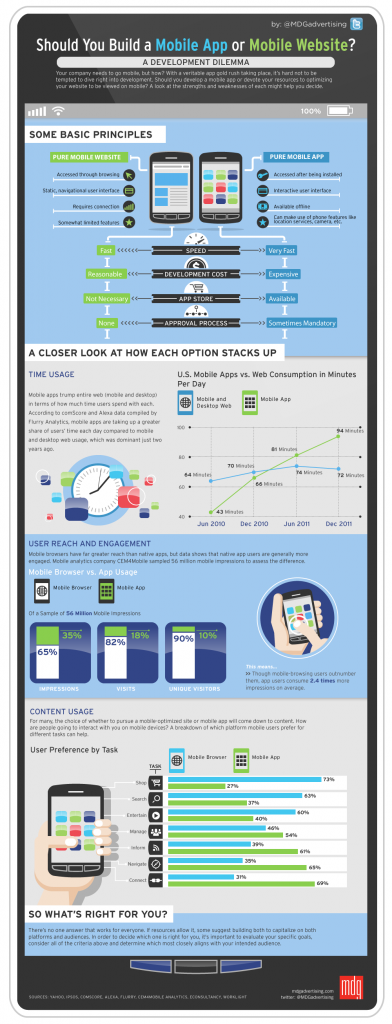 by: @MDGadvertising
Should You Build a Mobile App or Mobile Website?
A DEVELOPMENT DILEMMA
Your company needs to go mobile, but how? With a veritable app gold rush taking place, it's hard not to be
tempted to dive right into development. Should you develop a mobile app or devote your resources to optimizing
your website to be viewed on mobile? A look at the strengths and weaknesses of each might help you decide.
100%
SOME BASIC PRINCIPLES
PURE MOBILE WEBSITE
PURE MOBILE APP
Accessed through browsing
Accessed after being installed
Static, navigational user interface
Interactive user interface
Requires connection
Available offline
Somewhat limited features
Can make use of phone features like
location services, camera, etc.
Fast <<<<< SPEED >> Very Fast
Reasonable <<<< DEVELOPMENT COST >> Expensive
Not Necessary <<<< APP STORE >> Available
None <<<<< APPROVAL PROCESS >> Sometimes Mandatory
A CLOSER LOOK AT HOW EACH OPTION STACKS UP
TIME USAGE
Mobile apps trump entire web (mobile and desktop)
in terms of how much time users spend with each.
According to comScore and Alexa data compiled by
Flurry Analytics, mobile apps are taking up a greater
share of users' time each day compared to mobile
and desktop web usage, which was dominant just two
years ago.
U.S. Mobile Apps vs. Web Consumption in Minutes
Per Day
Mobile and
Desktop Web
Mobile App
100
80
60
40
94 Minutes
81 Minutes
70 Minutes
64 Minutes
74 Minutes
72 Minutes
66 Minutes
43 Minutes
Jun 2010
Dec 2010
Jun 2011
Dec 2011
USER REACH AND ENGAGEMENT
Mobile browsers have far greater reach than native apps, but data shows that native app users are generally more
engaged. Mobile analytics company CEM4Mobile sampled 56 million mobile impressions to assess the difference.
Mobile Browser vs. App Usage
Mobile Browser
Mobile App
Of a Sample of 56 Million Mobile Impressions
35%
65%
IMPRESSIONS
18%
82%
VISITS
10%
90%
UNIQUE VISITORS
This means...
>> Though mobile-browsing users outnumber
them, app users consume 2.4 times more
impressions on average.
CONTENT USAGE
For many, the choice of whether to pursue a mobile-optimized site or mobile app will come down to content. How
are people going to interact with you on mobile devices? A breakdown of which platform mobile users prefer for
different tasks can help.
User Preference by Task
Mobile Browser
Mobile App
TASK
Shop
73%
27%
Search
63%
37%
Entertain
60%
40%
Manage
46%
54%
Inform
39%
61%
Navigate
35%
65%
Connect
31%
69%
SO WHAT'S RIGHT FOR YOU?
There's no one answer that works for everyone. If resources allow it, some suggest building both to capitalize on both
platforms and audiences. In order to decide which one is right for you, it's important to evaluate your specific goals,
consider all of the criteria above and determine which most closely aligns with your intended audience.
mdgadvertising.com
twitter: @MDGadvertising
mdg
SOURCES: YAHOO, IPSOS, COMSCORE, ALEXA, FLURRY, CEM4MOBILE ANALYTICS, ECONSULTANCY, WORKLIGHT